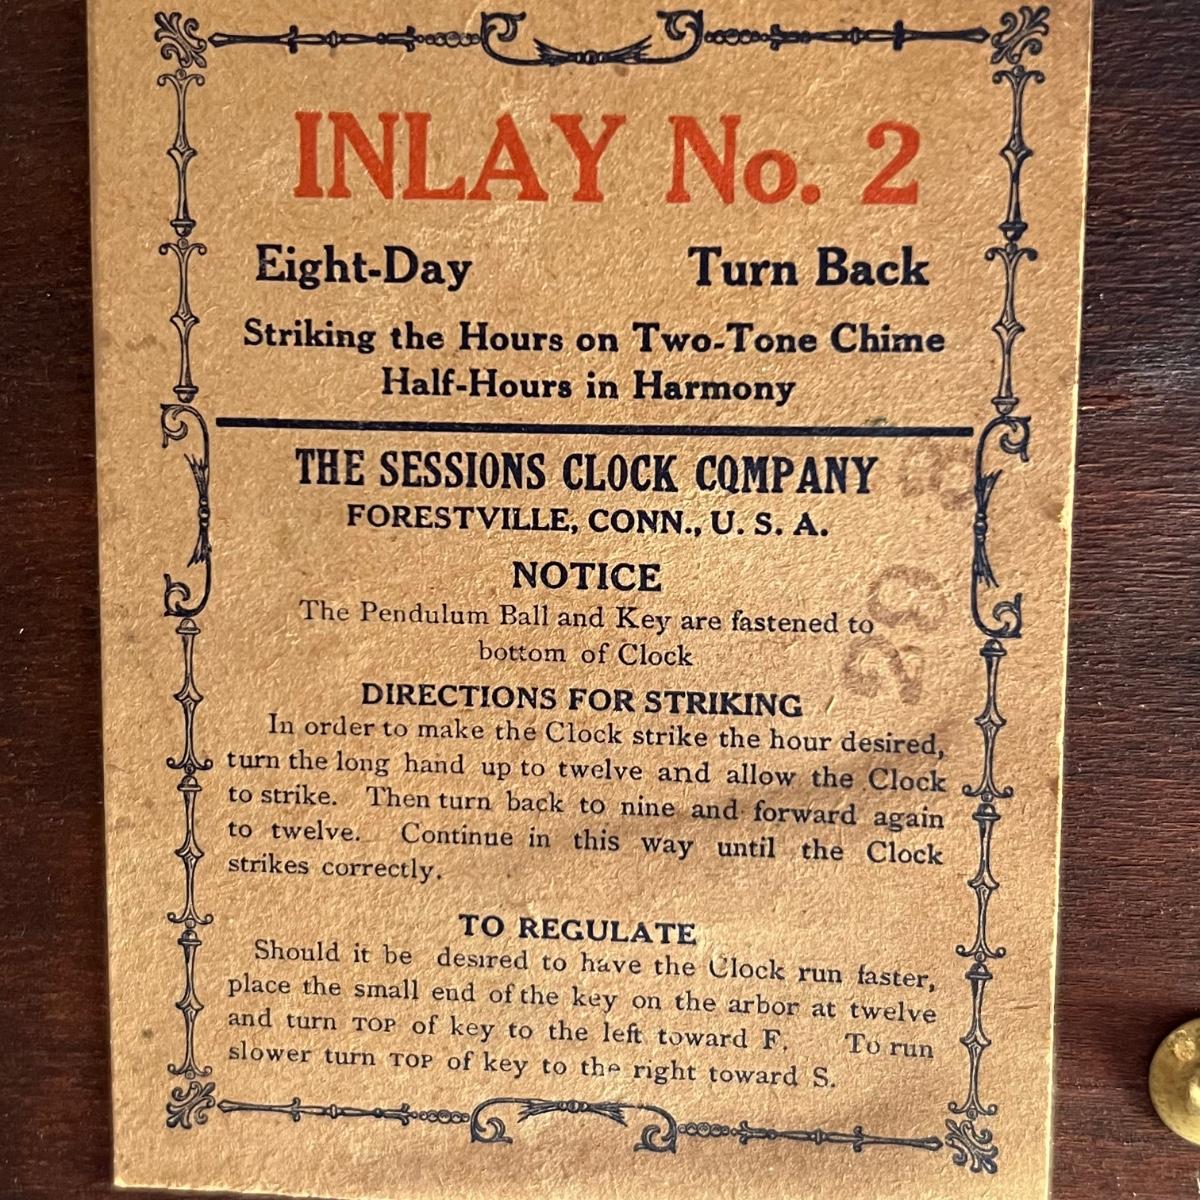 INLAY No. 2
Eight-Day Turn Back
Striking the Hours on Two-Tone Chime
Half-Hours in Harmony
THE SESSIONS CLOCK COMPANY
FORESTVILLE, CONN., U. S. A.
NOTICE
The Pendulum Ball and Key are fastened to
bottom of Clock
DIRECTIONS FOR STRIKING
In order to make the Clock strike the hour desired,
turn the long hand up to twelve and allow the Clock
to strike. Then turn back to nine and forward again
to twelve. Continue in this way until the Clock
strikes correctly.
TO REGULATE
Should it be desired to have the Clock run faster,
place the small end of the key on the arbor at twelve
and turn TOP of key to the left toward F. To run
slower turn TOP of key to the right toward S.